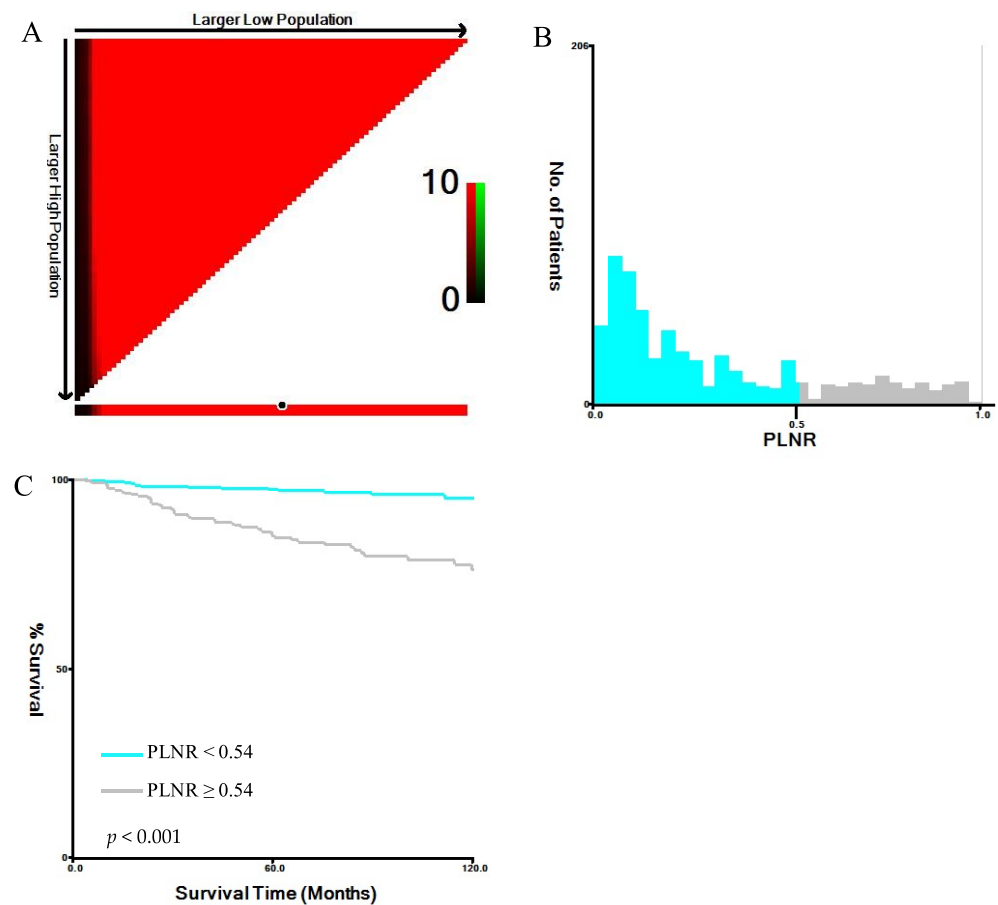 A
Larger Low Population
Larger High Population
10
0
B
206
No. of Patients
0
0.0
0.5
1.0
PLNR
C
100
% Survival
50
PLNR < 0.54
PLNR ≥ 0.54
p < 0.001
0
0.0
60.0
120.0
Survival Time (Months)